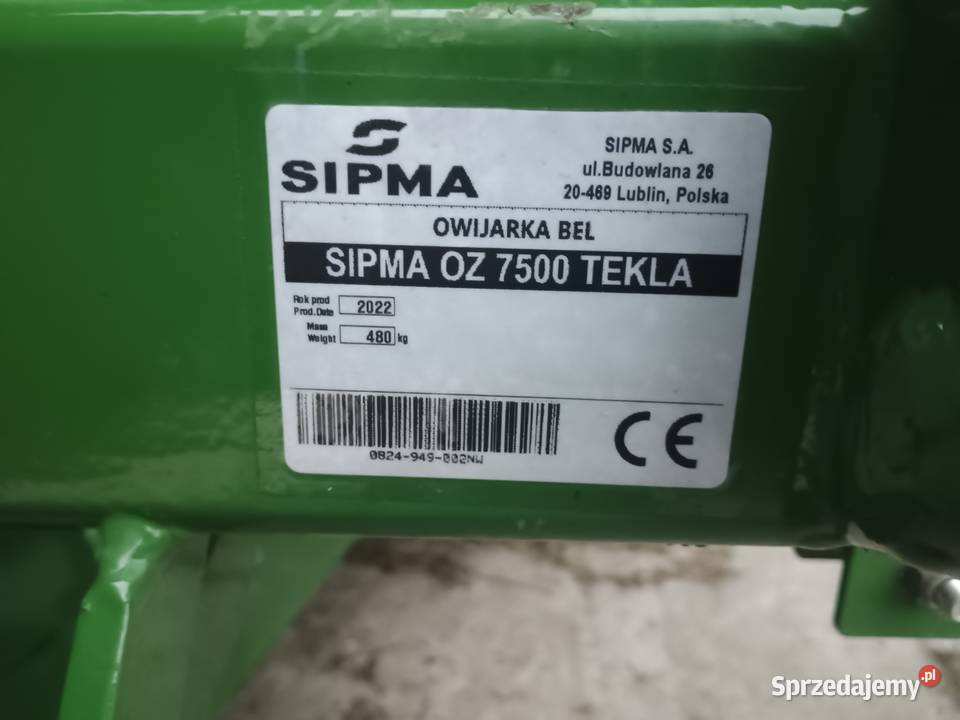 SIPMA
SIPMA S.A.
ul.Budowlana 26
20-469 Lublin, Polska
OWIJARKA BEL
SIPMA OZ 7500 TEKLA
Rok prod
Prod.Date 2022
Masa
Weight 480 kg
0824-949-002NW
CE
Sprzedajemy.pl